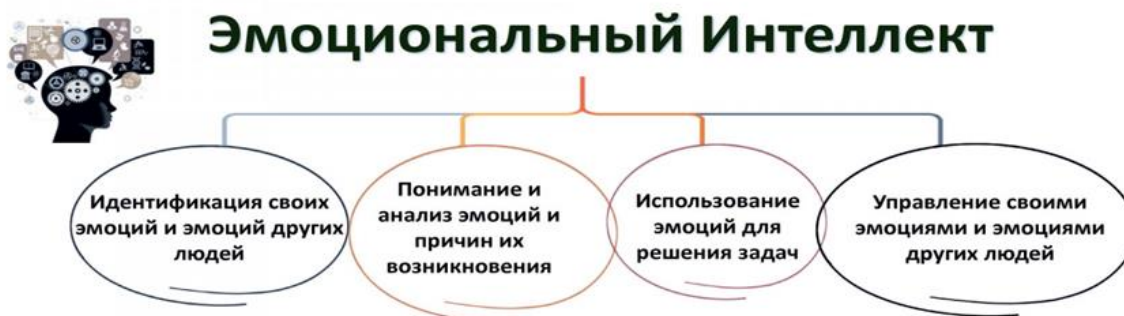 Эмоциональный Интеллект
Идентификация своих
эмоций и эмоций других
людей
Понимание и
анализ эмоций и
причин их
возникновения
Использование
эмоций для
решения задач
Управление своими
эмоциями и эмоциями
других людей